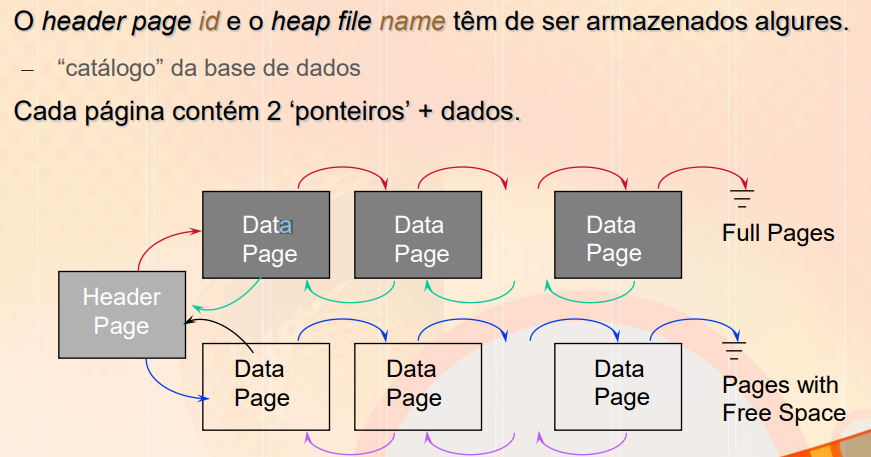 O header page id e o heap file name têm de ser armazenados algures.
– “catálogo” da base de dados
Cada página contém 2 ‘ponteiros’ + dados.
Data
Page
Data
Page
Data
Page
Full Pages
Header
Page
Data
Page
Data
Page
Data
Page
Pages with
Free Space